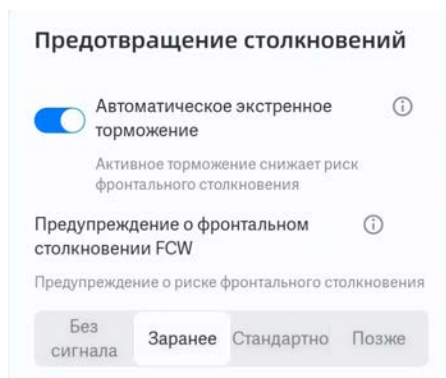 Предотвращение столкновений
Автоматическое экстренное
торможение
Активное торможение снижает риск
фронтального столкновения
Предупреждение о фронтальном
столкновении FCW
Предупреждение о риске фронтального столкновения
Без
сигнала
Заранее
Стандартно
Позже